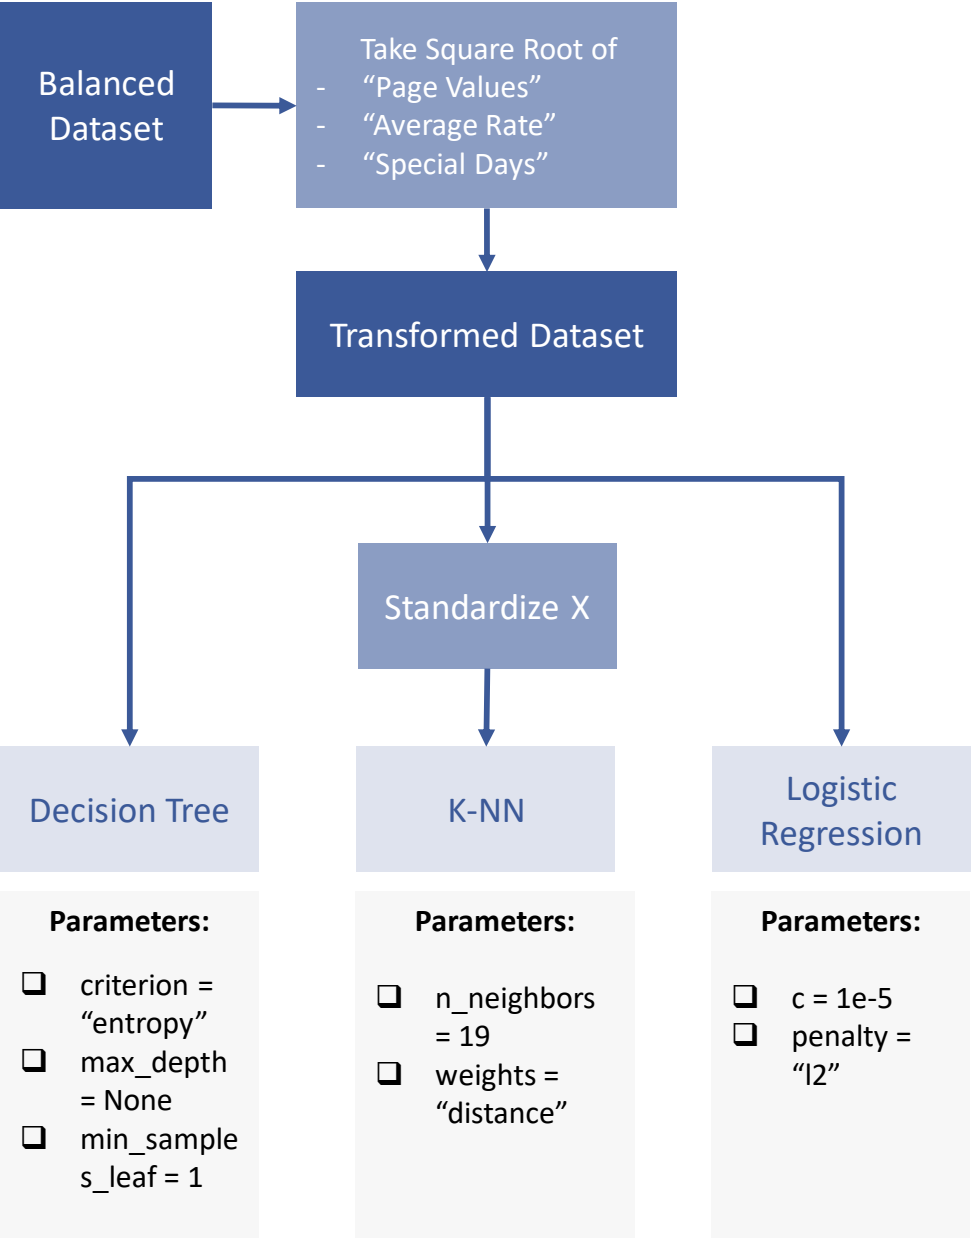 Balanced
Dataset
Take Square Root of
- “Page Values”
- “Average Rate”
- “Special Days”
Transformed Dataset
Standardize X
Decision Tree
K-NN
Logistic
Regression
Parameters:
❑ criterion =
“entropy”
❑ max_depth
= None
❑ min_sample
s_leaf = 1
Parameters:
❑ n_neighbors
= 19
❑ weights =
“distance”
Parameters:
❑ c = 1e-5
❑ penalty =
“l2”